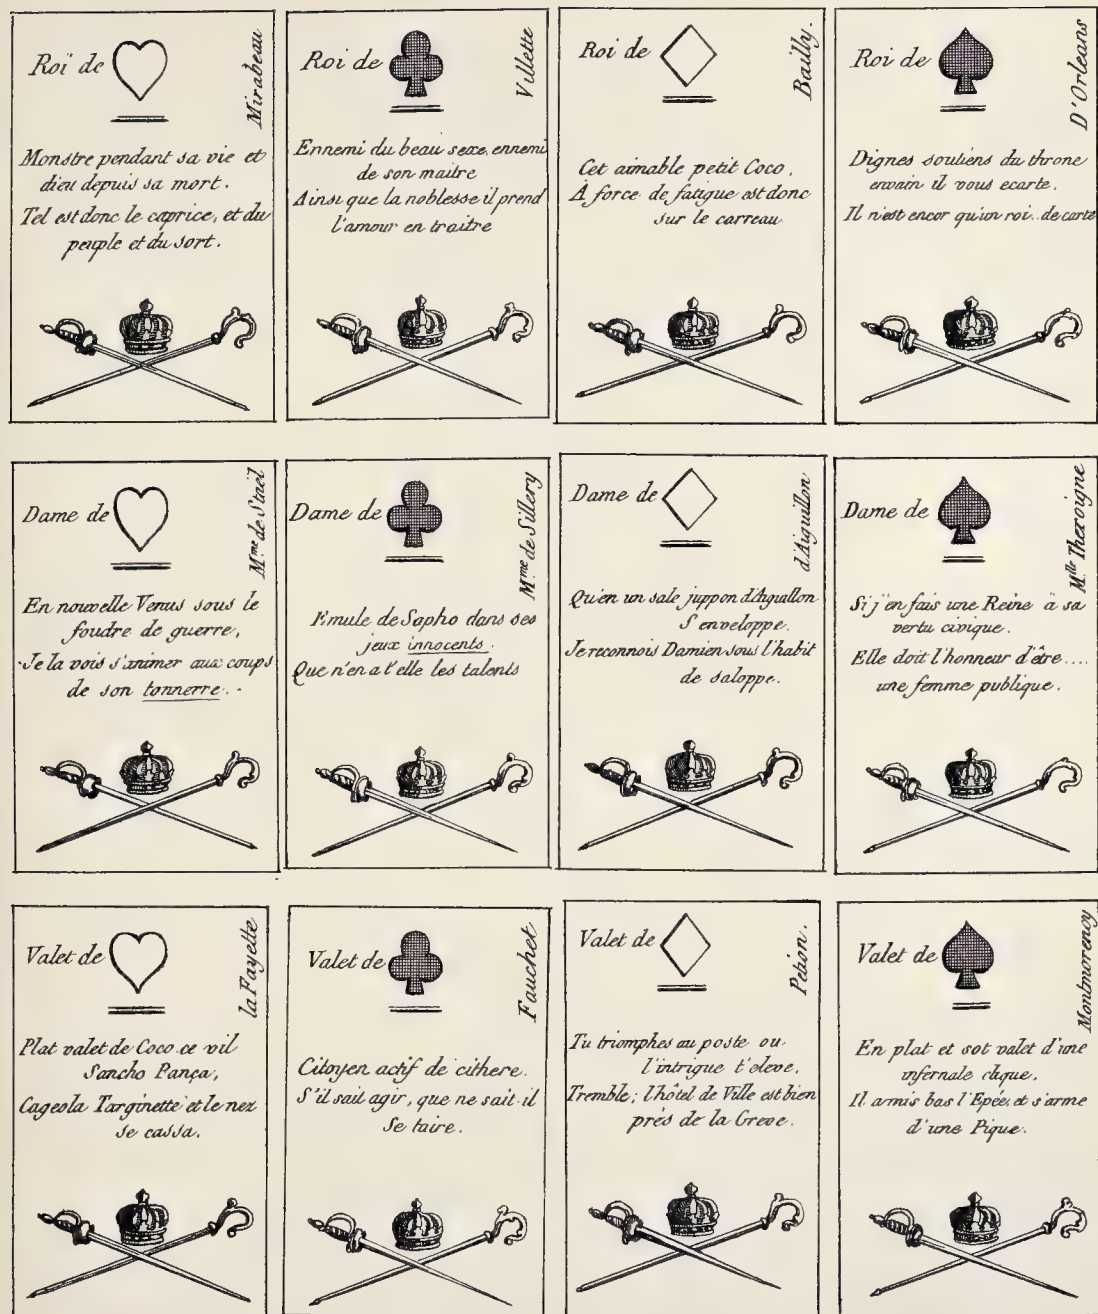 Roi de
Mirabeau
Monstre pendant sa vie et
dieu depuis sa mort.
Tel est donc le caprice, et du
peuple et du sort.
Roi de
Villette
Ennemi du beau sexe, ennemi
de son maitre
Ainsi que la noblesse il prend
l'amour en traitre
Roi de
Bailly.
Cet aimable petit Coco,
À force de fatigue est donc
sur le carreau
Roi de
D'Orleans
Dignes soutiens du throne
envain il vous ecarte.
Il n'est encor qu'un roi.. de carte
Dame de
Mme de Stael
En nouvelle Venus sous le
foudre de guerre,
Je la vois s'animer aux coups
de son tonnerre..
Dame de
Mme de Sillery
Emule de Sapho dans ses
jeux innocents.
Que n'en a t'elle les talents
Dame de
d'Aiguillon
Qu'en un sale juppon d'Aguillon
S'enveloppe.
Je reconnois Damien sous l'habit
de saloppe.
Dame de
Mlle Theroigne
Si j'en fais une Reine à sa
vertu civique.
Elle doit l'honneur d'être....
une femme publique.
Valet de
la Fayette
Plat valet de Coco ce vil
Sancho Pança,
Cageola Targinette et le nez
se cassa.
Valet de
Fauchet
Citoyen actif de cithere.
S'il sait agir, que ne sait il
Se taire.
Valet de
Petion.
Tu triomphes au poste ou
l'intrigue t'eleve,
Tremble; l'hôtel de Ville est bien
près de la Greve.
Valet de
Montmorency
En plat et sot valet d'une
infernale clique.
Il a mis bas l'Epée, et s'arme
d'une Pique.